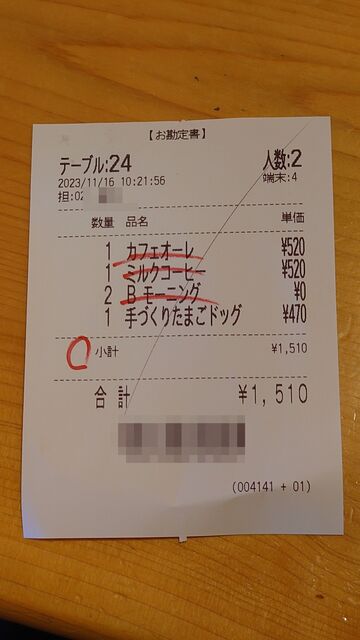 【お勘定書】
テーブル:24 人数:2
2023/11/16 10:21:56 端末:4
担:02
数量 品名 単価
1 カフェオーレ ¥520
1 ミルクコーヒー ¥520
2 B モーニング ¥0
1 手づくりたまごドッグ ¥470
小計 ¥1,510
合計 ¥1,510
(004141 + 01)